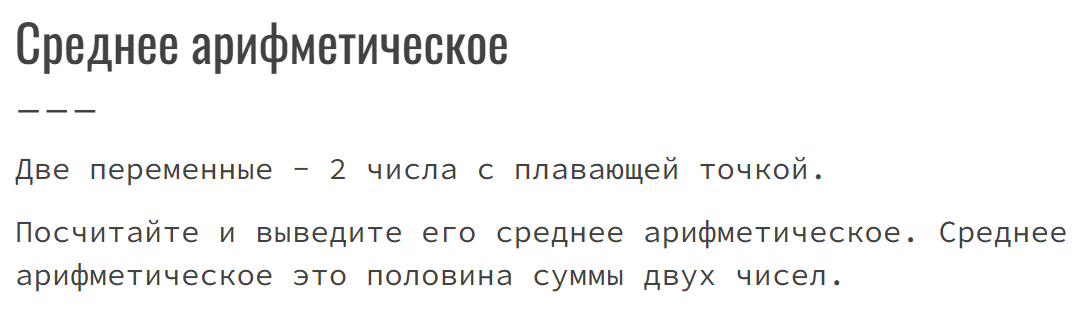 Среднее арифметическое
———
Две переменные - 2 числа с плавающей точкой.
Посчитайте и выведите его среднее арифметическое. Среднее
арифметическое это половина суммы двух чисел.